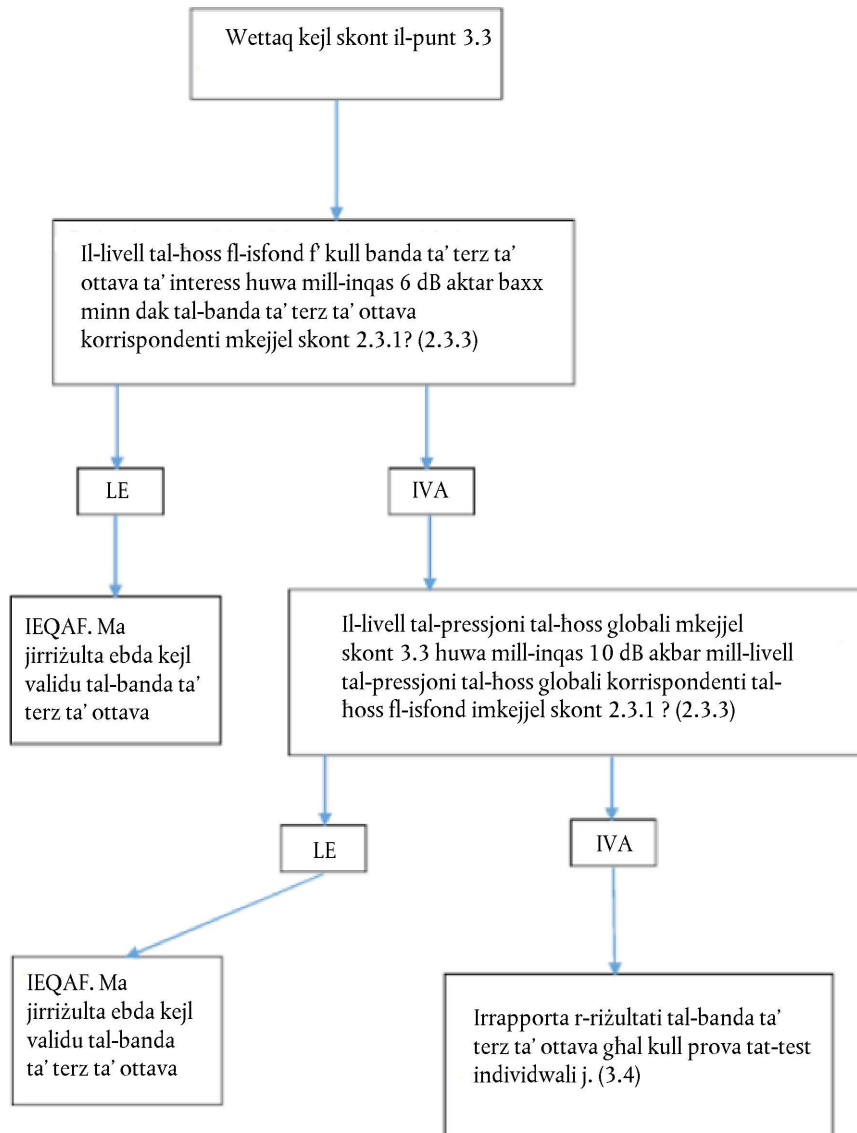 Wettaq kejl skont il-punt 3.3
Il-livell tal-ħoss fl-isfond f’ kull banda ta’ terz ta’
ottava ta’ interess huwa mill-inqas 6 dB aktar baxx
minn dak tal-banda ta’ terz ta’ ottava
korrispondenti mkejjel skont 2.3.1? (2.3.3)
LE
IVA
IEQAF. Ma
jirriżulta ebda kejl
validu tal-banda ta’
terz ta’ ottava
Il-livell tal-pressjoni tal-ħoss globali mkejjel
skont 3.3 huwa mill-inqas 10 dB akbar mill-livell
tal-pressjoni tal-ħoss globali korrispondenti tal-
ħoss fl-isfond imkejjel skont 2.3.1 ? (2.3.3)
LE
IVA
IEQAF. Ma
jirriżulta ebda kejl
validu tal-banda
ta’ terz ta’ ottava
Irrapporta r-riżultati tal-banda ta’
terz ta’ ottava għal kull prova tat-test
individwali j. (3.4)